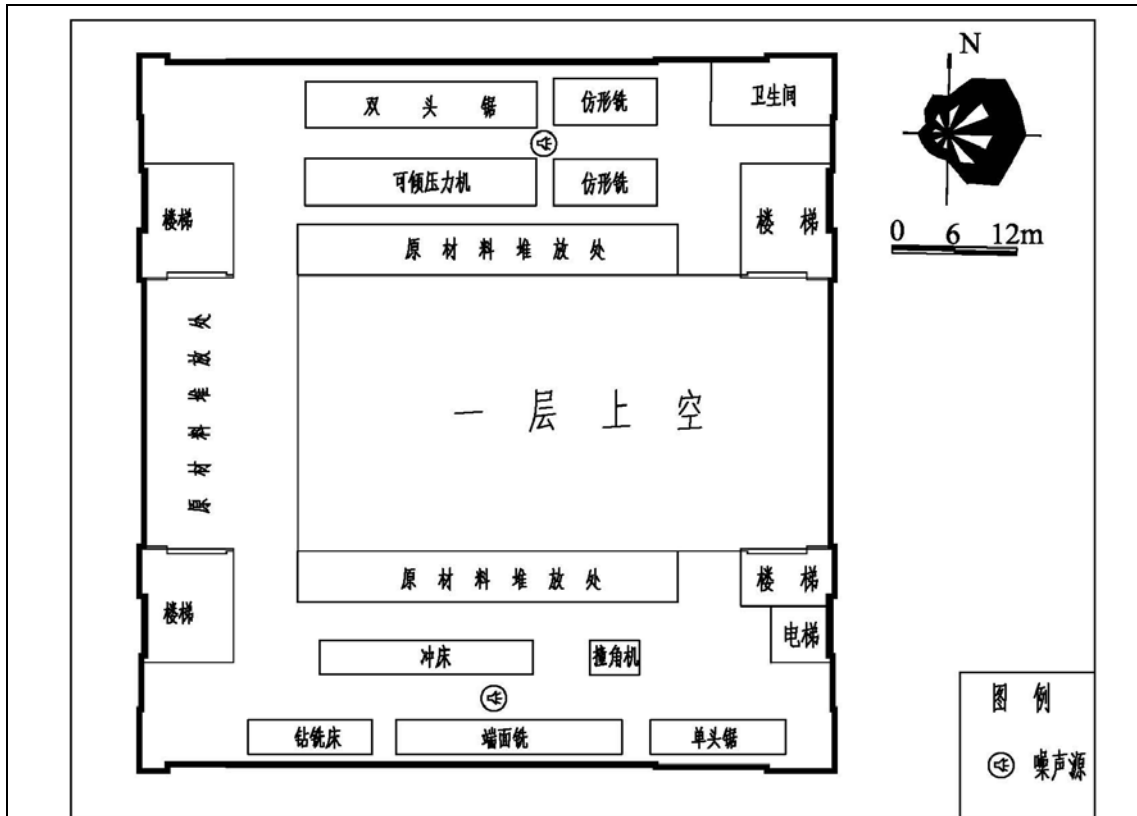 N
双头锯
仿形铣
卫生间
可倾压力机
仿形铣
楼梯
楼梯
0 6 12m
原材料堆放处
原材料堆放处
一层上空
原材料堆放处
楼梯
楼梯
电梯
冲床
撞角机
钻铣床
端面铣
单头锯
图例
噪声源